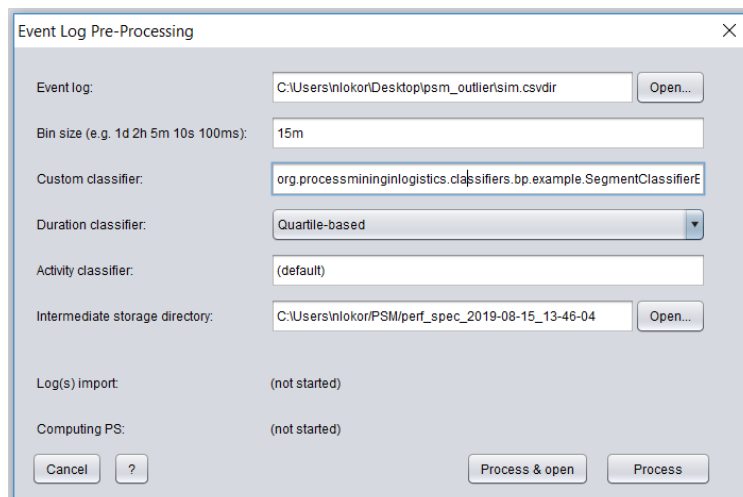 Event Log Pre-Processing
Event log: C:\Users\nlokor\Desktop\psm_outlier\sim.csvdir Open...
Bin size (e.g. 1d 2h 5m 10s 100ms): 15m
Custom classifier: org.processmininginlogistics.classifiers.bp.example.SegmentClassifierE
Duration classifier: Quartile-based
Activity classifier: (default)
Intermediate storage directory: C:\Users\nlokor/PSM/perf_spec_2019-08-15_13-46-04 Open...
Log(s) import: (not started)
Computing PS: (not started)
Cancel ? Process & open Process